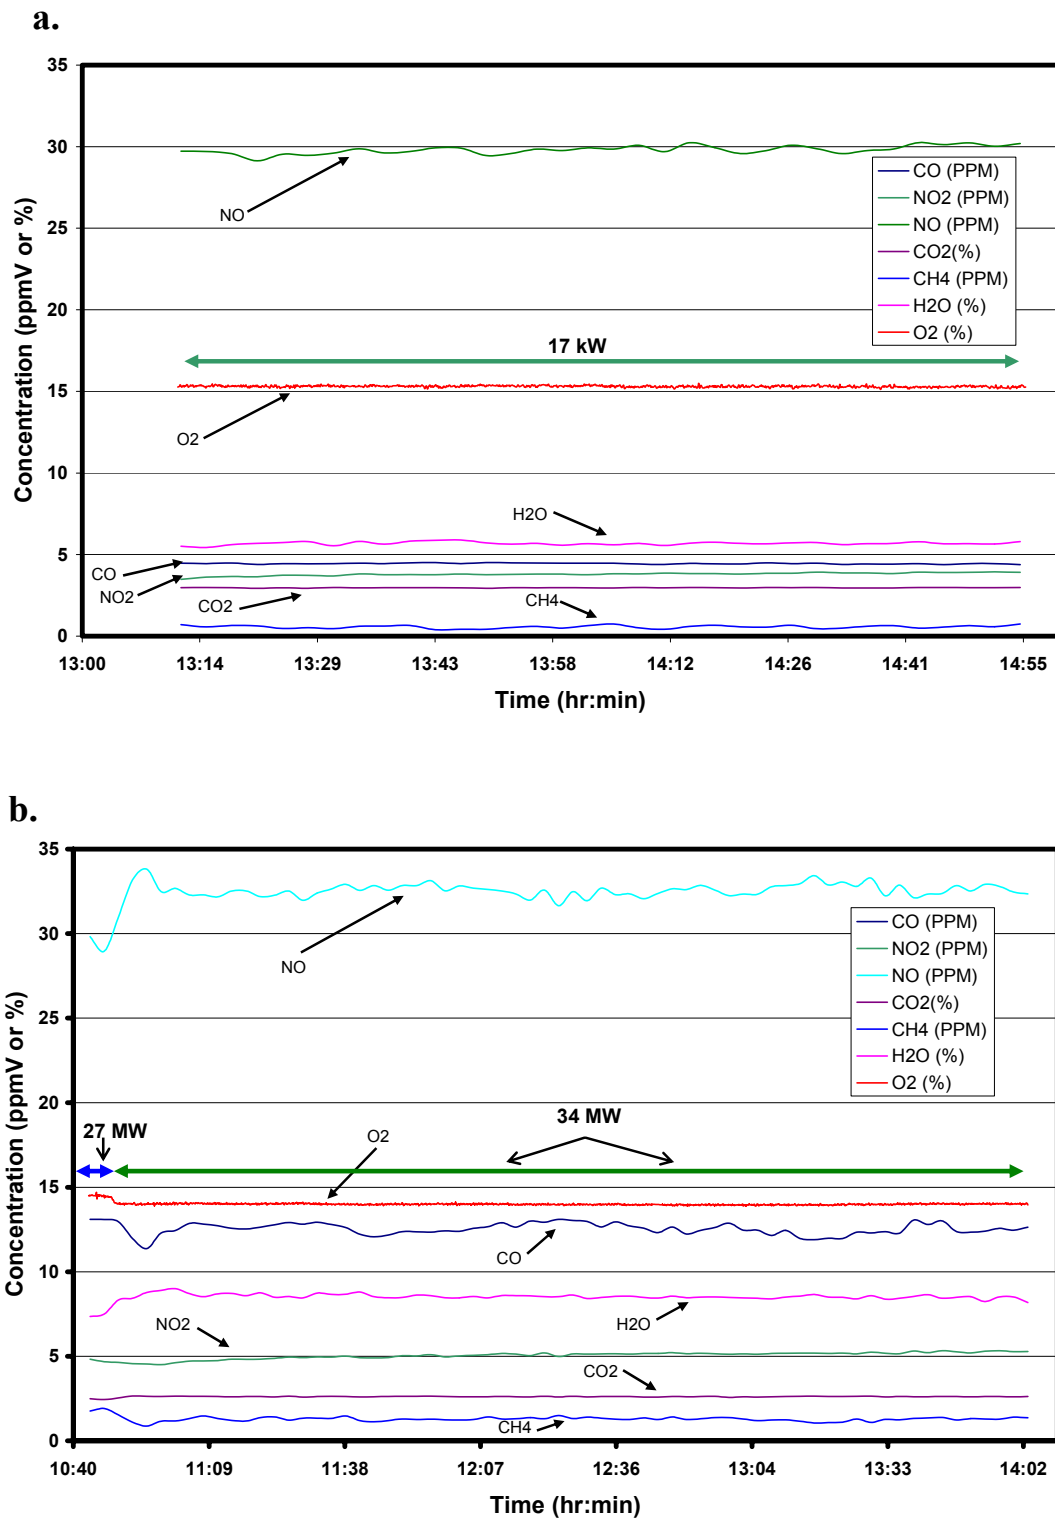 a.
35
30
25
20
15
10
5
0
Concentration (ppmV or %)
NO
CO (PPM)
NO2 (PPM)
NO (PPM)
CO2(%)
CH4 (PPM)
H2O (%)
O2 (%)
17 kW
O2
H2O
CO
NO2
CO2
CH4
13:00 13:14 13:29 13:43 13:58 14:12 14:26 14:41 14:55
Time (hr:min)
b.
35
30
25
20
15
10
5
0
Concentration (ppmV or %)
NO
CO (PPM)
NO2 (PPM)
NO (PPM)
CO2(%)
CH4 (PPM)
H2O (%)
O2 (%)
27 MW
O2
34 MW
CO
NO2
H2O
CO2
CH4
10:40 11:09 11:38 12:07 12:36 13:04 13:33 14:02
Time (hr:min)